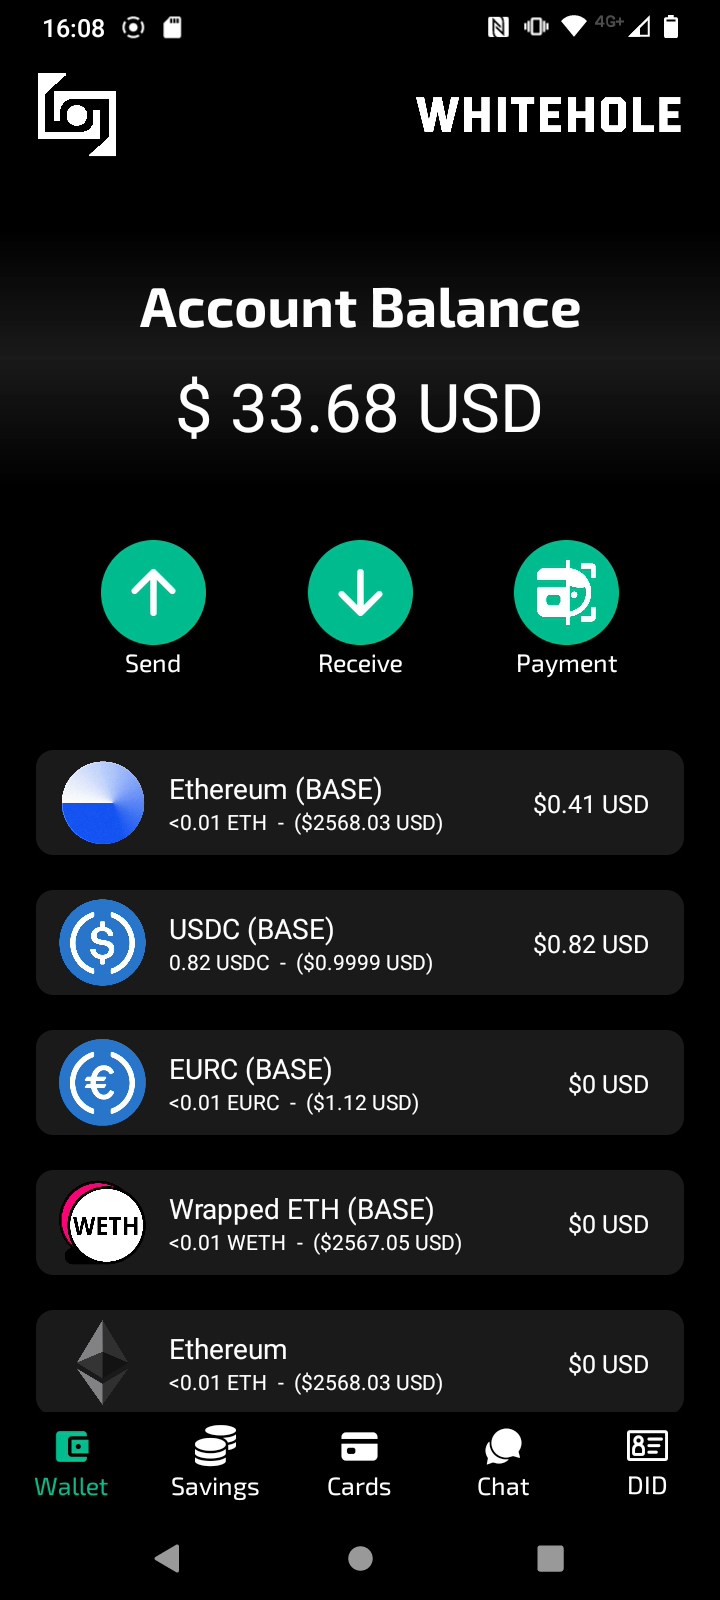 16:08
4G+
WHITEHOLE
Account Balance
$ 33.68 USD
Send
Receive
Payment
Ethereum (BASE)
<0.01 ETH - ($2568.03 USD)
$0.41 USD
USDC (BASE)
0.82 USDC - ($0.9999 USD)
$0.82 USD
EURC (BASE)
<0.01 EURC - ($1.12 USD)
$0 USD
WETH
Wrapped ETH (BASE)
<0.01 WETH - ($2567.05 USD)
$0 USD
Ethereum
<0.01 ETH - ($2568.03 USD)
$0 USD
Wallet
Savings
Cards
Chat
DID